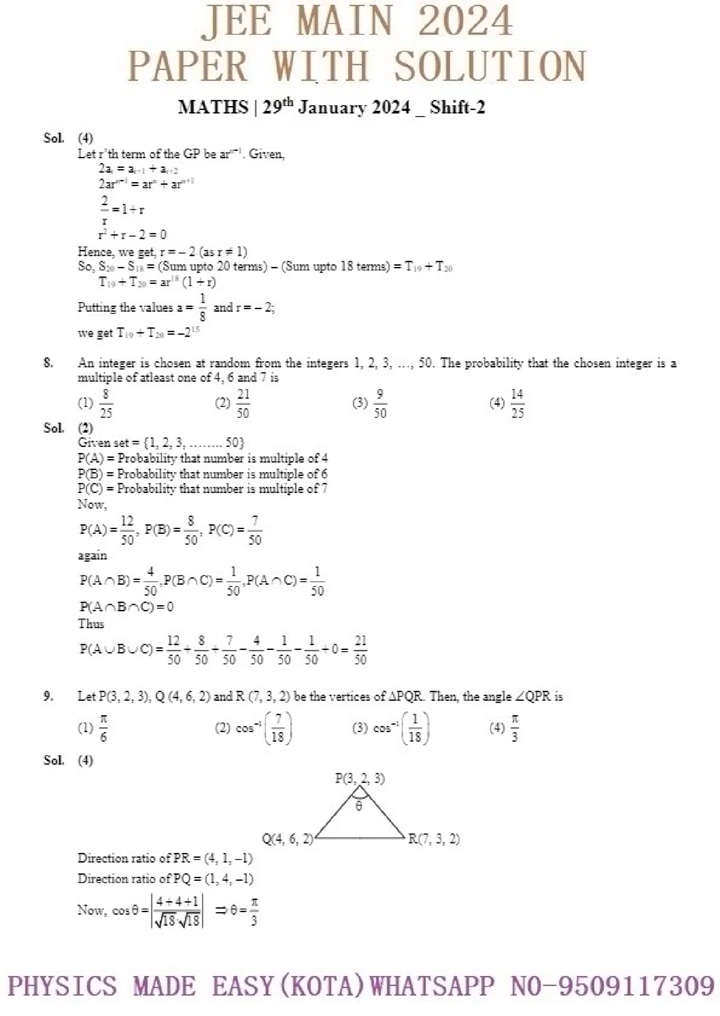 JEE MAIN 2024
PAPER WITH SOLUTION
MATHS | 29th January 2024 _ Shift-2
Sol. (4)
Let r'th term of the GP be arⁿ⁻¹. Given,
2aᵣ = aᵣ₊₁ + aᵣ₊₂
2arⁿ⁻¹ = arⁿ + arⁿ⁺¹
2/r = 1 + r
r² + r – 2 = 0
Hence, we get, r = – 2 (as r ≠ 1)
So, S₂₀ – S₁₈ = (Sum upto 20 terms) – (Sum upto 18 terms) = T₁₉ + T₂₀
T₁₉ + T₂₀ = ar¹⁸ (1 + r)
Putting the values a = 1/8 and r = – 2;
we get T₁₉ + T₂₀ = –2¹⁵
8. An integer is chosen at random from the integers 1, 2, 3, ..., 50. The probability that the chosen integer is a
multiple of atleast one of 4, 6 and 7 is
(1) 8/25 (2) 21/50 (3) 9/50 (4) 14/25
Sol. (2)
Given set = {1, 2, 3, ........ 50}
P(A) = Probability that number is multiple of 4
P(B) = Probability that number is multiple of 6
P(C) = Probability that number is multiple of 7
Now,
P(A) = 12/50, P(B) = 8/50, P(C) = 7/50
again
P(A∩B) = 4/50, P(B∩C) = 1/50, P(A∩C) = 1/50
P(A∩B∩C) = 0
Thus
P(A∪B∪C) = 12/50 + 8/50 + 7/50 – 4/50 – 1/50 – 1/50 + 0 = 21/50
9. Let P(3, 2, 3), Q (4, 6, 2) and R (7, 3, 2) be the vertices of ΔPQR. Then, the angle ∠QPR is
(1) π/6 (2) cos⁻¹(7/18) (3) cos⁻¹(1/18) (4) π/3
Sol. (4)
P(3, 2, 3)
θ
Q(4, 6, 2) R(7, 3, 2)
Direction ratio of PR = (4, 1, –1)
Direction ratio of PQ = (1, 4, –1)
Now, cos θ = |4 + 4 + 1/√18·√18| ⇒ θ = π/3
PHYSICS MADE EASY(KOTA)WHATSAPP NO-9509117309